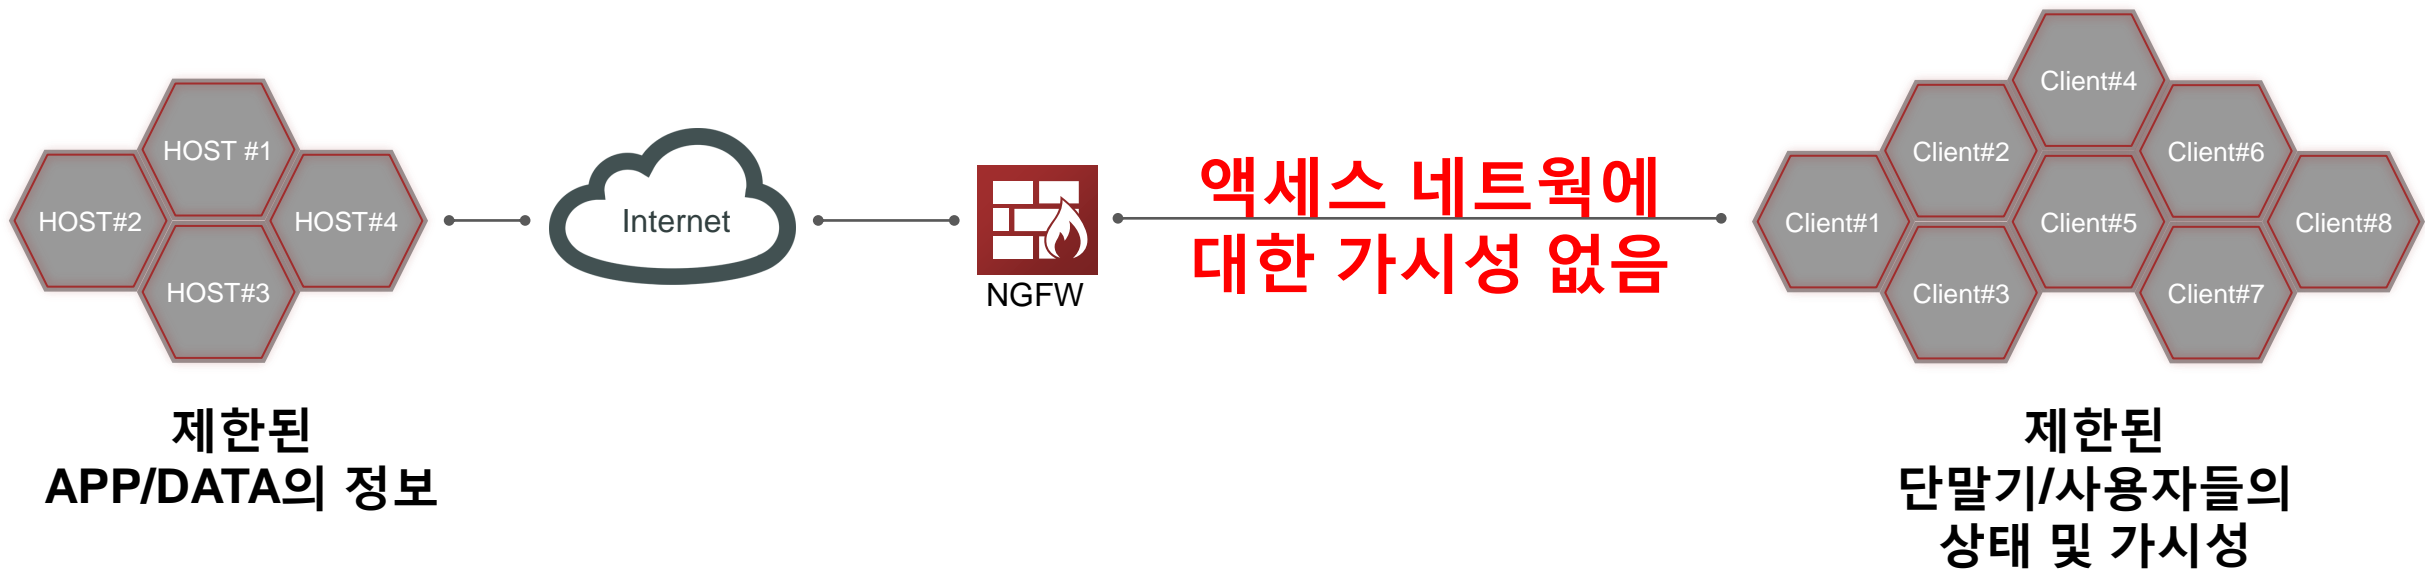 HOST #1
HOST#2
HOST#4
HOST#3
제한된
APP/DATA의 정보
Internet
NGFW
액세스 네트웍에
대한 가시성 없음
Client#4
Client#2
Client#6
Client#1
Client#5
Client#8
Client#3
Client#7
제한된
단말기/사용자들의
상태 및 가시성